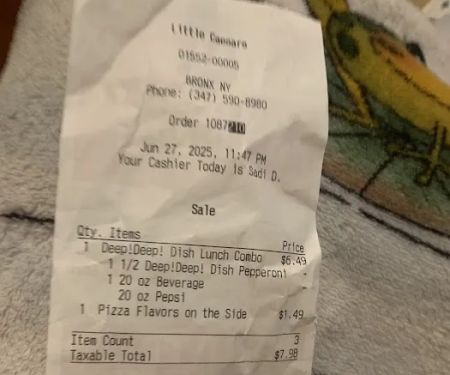 Little Caesars
01552-00005
BRONX NY
Phone: (347) 590-8980
Order 1087210
Jun 27, 2025, 11:47 PM
Your Cashier Today is Sadi D.
Sale
Qty. Items Price
1 Deep!Deep! Dish Lunch Combo $6.49
1 1/2 Deep!Deep! Dish Pepperoni -
1 20 oz Beverage
20 oz Pepsi
1 Pizza Flavors on the Side $1.49
Item Count 3
Taxable Total $7.98